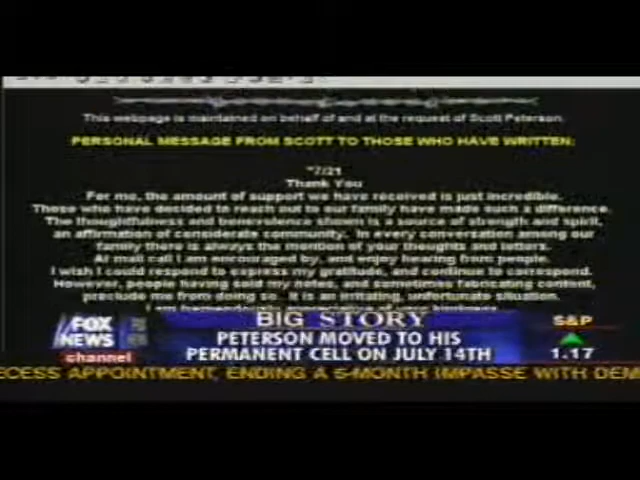 This webpage is maintained on behalf of and at the request of Scott Peterson.
PERSONAL MESSAGE FROM SCOTT TO THOSE WHO HAVE WRITTEN:
"7/21
Thank You
For me, the amount of support we have received is just incredible.
Those who have decided to reach out to our family have made such a difference.
The thoughtfulness and benevolence shown is a source of strength and spirit,
an affirmation of considerate community. In every conversation among our
family there is always the mention of your thoughts and letters.
At mail call I am encouraged by, and enjoy hearing from people.
I wish I could respond to express my gratitude, and continue to correspond.
However, people having sold my notes, and sometimes fabricating content,
preclude me from doing so. It is an irritating, unfortunate situation.
BIG STORY
FOX
NEWS
channel
PETERSON MOVED TO HIS
PERMANENT CELL ON JULY 14TH
S&P
1.17
ECESS APPOINTMENT, ENDING A 5-MONTH IMPASSE WITH DEM